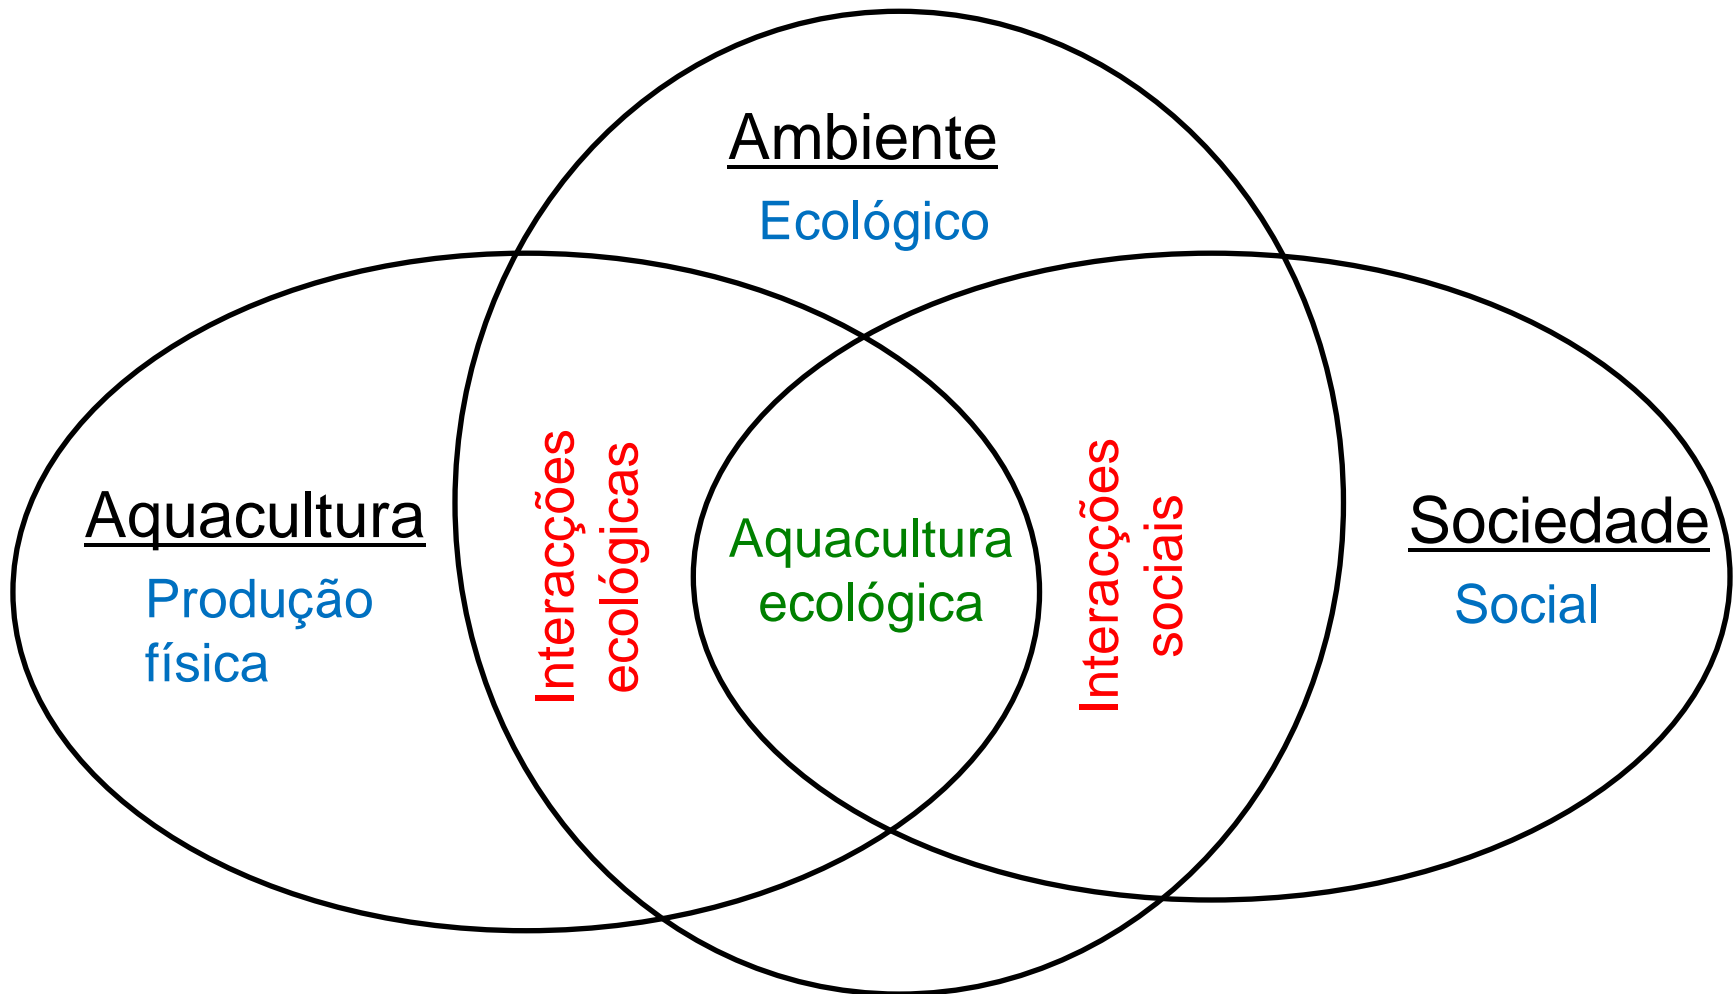 Ambiente
Ecológico
Aquacultura
Produção
física
Interacções
ecológicas
Aquacultura
ecológica
Interacções
sociais
Sociedade
Social